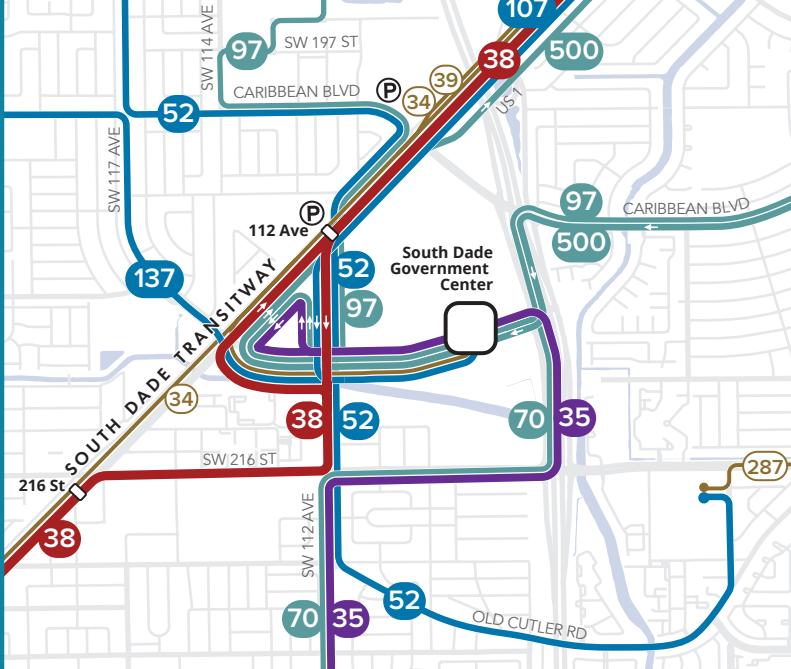 107
SW 114 AVE
97
SW 197 ST
38
500
39
P
CARIBBEAN BLVD
34
US 1
52
SW 117 AVE
97
CARIBBEAN BLVD
500
P
112 Ave
South Dade
Government
Center
52
137
97
SOUTH DADE TRANSITWAY
34
38
52
70
35
SW 216 ST
287
216 St
SW 112 AVE
38
52
70
35
OLD CUTLER RD